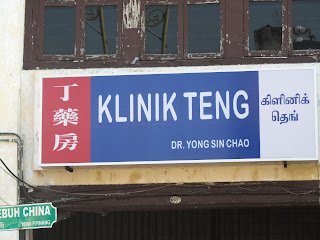 丁藥房
KLINIK TENG
DR. YONG SIN CHAO
கிளினிக்
தெங்
EBUH CHINA